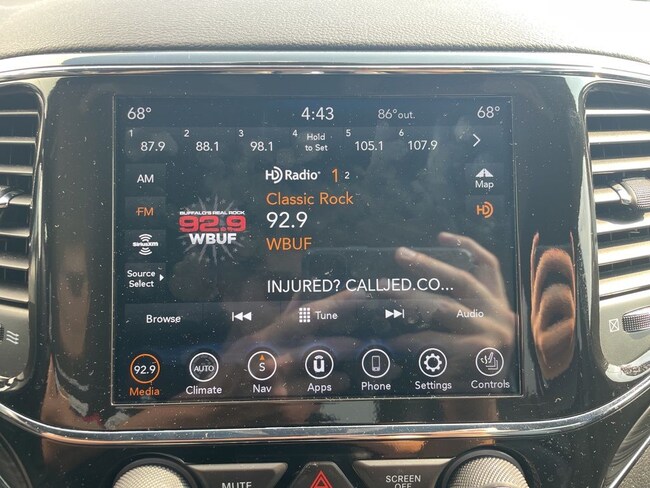 68° 4:43 86°out. 68°
1 87.9 2 88.1 3 98.1 4 Hold to Set 5 105.1 6 107.9
AM
HD Radio 1 2
Map
FM
Classic Rock
HD
BUFFALO'S REAL ROCK
92.9
WBUF
92.9
WBUF
SiriusXM
Source
Select
INJURED? CALLJED.CO...
Browse Tune Audio
92.9 AUTO S U
Media Climate Nav Apps Phone Settings Controls
MUTE SCREEN
OFF